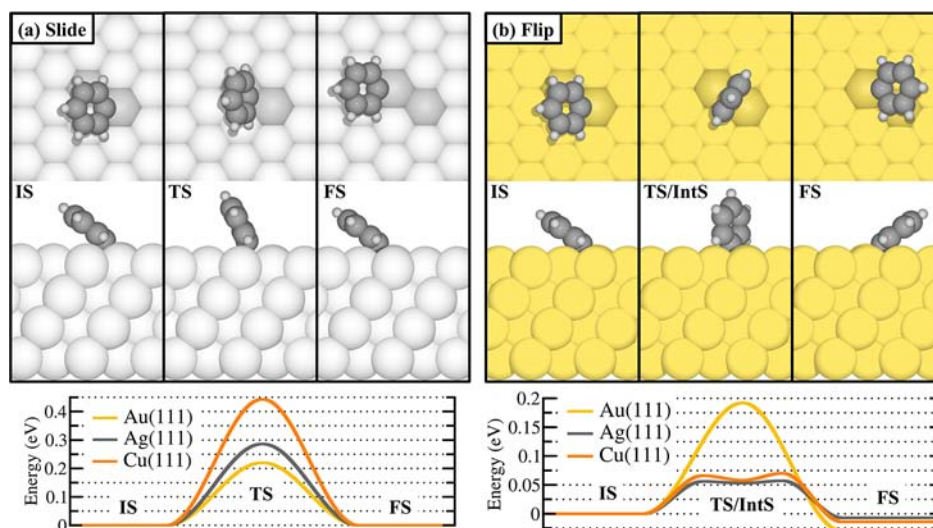 (a) Slide
IS
TS
FS
0.4
0.3
0.2
0.1
0
Energy (eV)
Au(111)
Ag(111)
Cu(111)
IS
TS
FS
(b) Flip
IS
TS/IntS
FS
0.2
0.15
0.1
0.05
0
Energy (eV)
Au(111)
Ag(111)
Cu(111)
IS
TS/IntS
FS